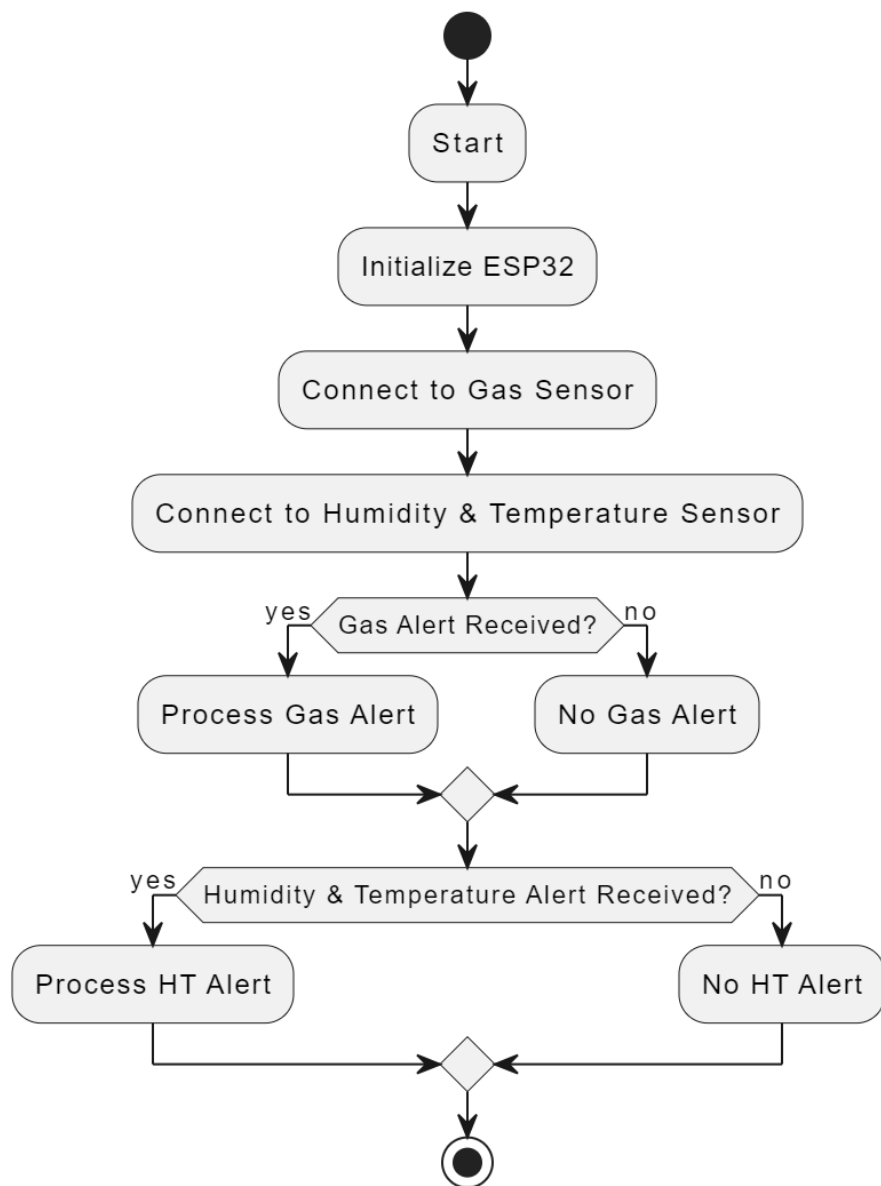 Start
Initialize ESP32
Connect to Gas Sensor
Connect to Humidity & Temperature Sensor
yes
Gas Alert Received?
no
Process Gas Alert
No Gas Alert
yes
Humidity & Temperature Alert Received?
no
Process HT Alert
No HT Alert